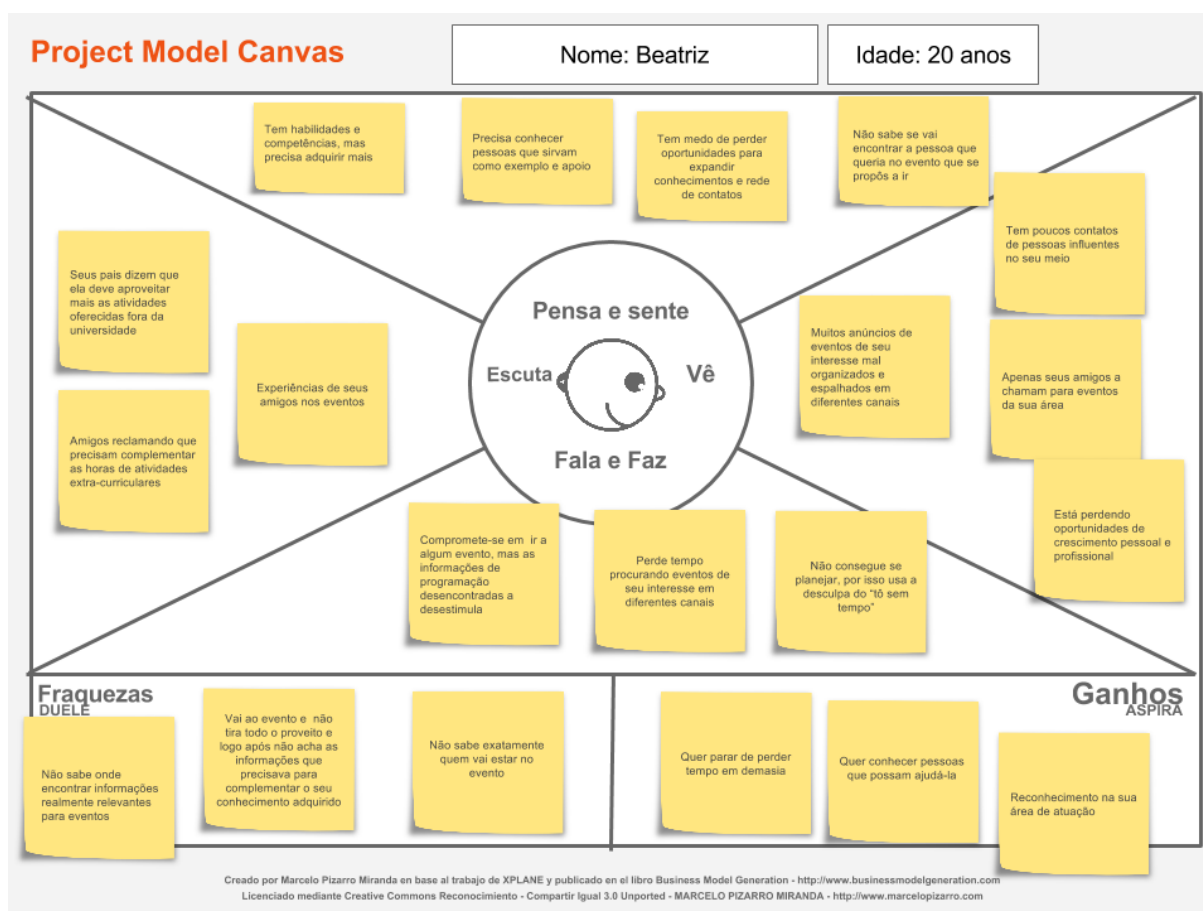 Project Model Canvas
Nome: Beatriz
Idade: 20 anos
Tem habilidades e
competências, mas
precisa adquirir mais
Precisa conhecer
pessoas que sirvam
como exemplo e apoio
Tem medo de perder
oportunidades para
expandir
conhecimentos e rede
de contatos
Não sabe se vai
encontrar a pessoa que
queria no evento que se
propôs a ir
Seus pais dizem que
ela deve aproveitar
mais as atividades
oferecidas fora da
universidade
Experiências de seus
amigos nos eventos
Amigos reclamando que
precisam complementar
as horas de atividades
extra-curriculares
Pensa e sente
Escuta
Vê
Fala e Faz
Tem poucos contatos
de pessoas influentes
no seu meio
Muitos anúncios de
eventos de seu
interesse mal
organizados e
espalhados em
diferentes canais
Apenas seus amigos a
chamam para eventos
da sua área
Está perdendo
oportunidades de
crescimento pessoal e
profissional
Compromete-se em ir a
algum evento, mas as
informações de
programação
desencontradas a
desestimula
Perde tempo
procurando eventos de
seu interesse em
diferentes canais
Não consegue se
planejar, por isso usa a
desculpa do “tô sem
tempo”
Fraquezas
DUELE
Não sabe onde
encontrar informações
realmente relevantes
para eventos
Vai ao evento e não
tira todo o proveito e
logo após não acha as
informações que
precisava para
complementar o seu
conhecimento adquirido
Não sabe exatamente
quem vai estar no
evento
Ganhos
ASPIRA
Quer parar de perder
tempo em demasia
Quer conhecer pessoas
que possam ajudá-la
Reconhecimento na sua
área de atuação
Creado por Marcelo Pizarro Miranda en base al trabajo de XPLANE y publicado en el libro Business Model Generation - http://www.businessmodelgeneration.com
Licenciado mediante Creative Commons Reconocimiento - Compartir Igual 3.0 Unported - MARCELO PIZARRO MIRANDA - http://www.marcelopizarro.com